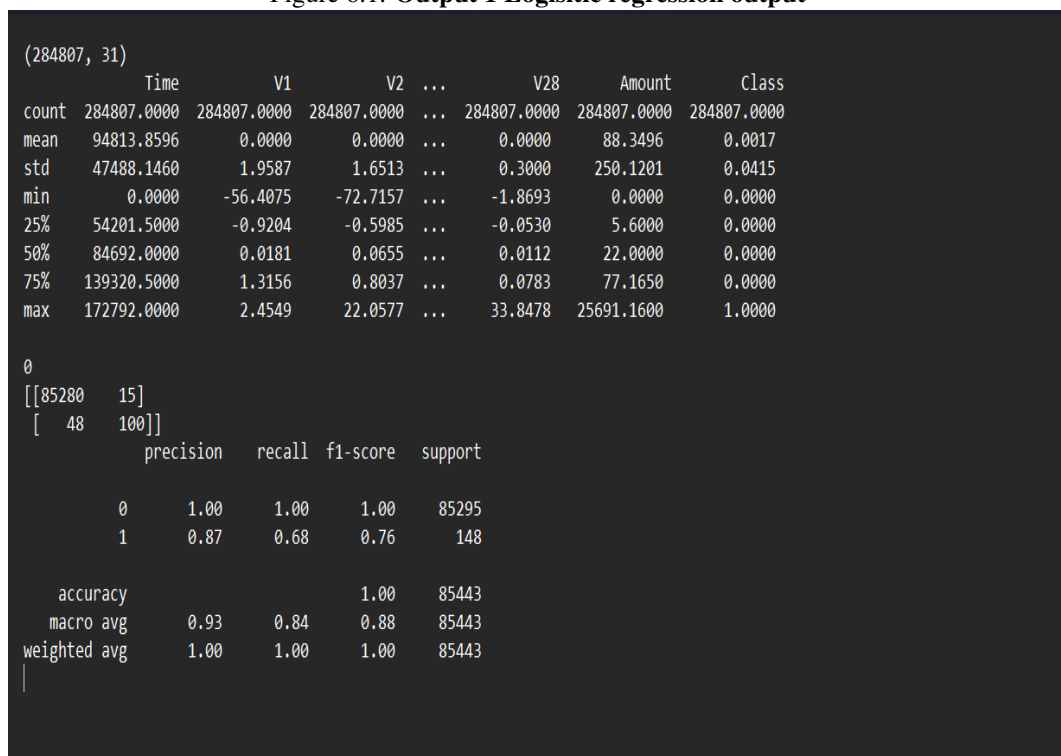 Figure 6.1: Output 1 Logisitic regression output
(284807, 31)
Time V1 V2 ... V28 Amount Class
count 284807.0000 284807.0000 284807.0000 ... 284807.0000 284807.0000 284807.0000
mean 94813.8596 0.0000 0.0000 ... 0.0000 88.3496 0.0017
std 47488.1460 1.9587 1.6513 ... 0.3000 250.1201 0.0415
min 0.0000 -56.4075 -72.7157 ... -1.8693 0.0000 0.0000
25% 54201.5000 -0.9204 -0.5985 ... -0.0530 5.6000 0.0000
50% 84692.0000 0.0181 0.0655 ... 0.0112 22.0000 0.0000
75% 139320.5000 1.3156 0.8037 ... 0.0783 77.1650 0.0000
max 172792.0000 2.4549 22.0577 ... 33.8478 25691.1600 1.0000
0
[[85280 15]
[ 48 100]]
precision recall f1-score support
0 1.00 1.00 1.00 85295
1 0.87 0.68 0.76 148
accuracy 1.00 85443
macro avg 0.93 0.84 0.88 85443
weighted avg 1.00 1.00 1.00 85443